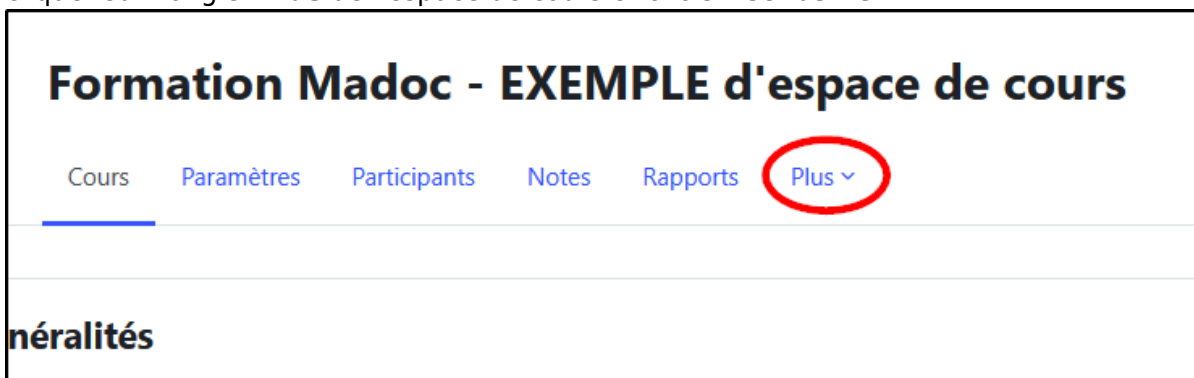 Formation Madoc - EXEMPLE d'espace de cours
Cours Paramètres Participants Notes Rapports Plus
néralités